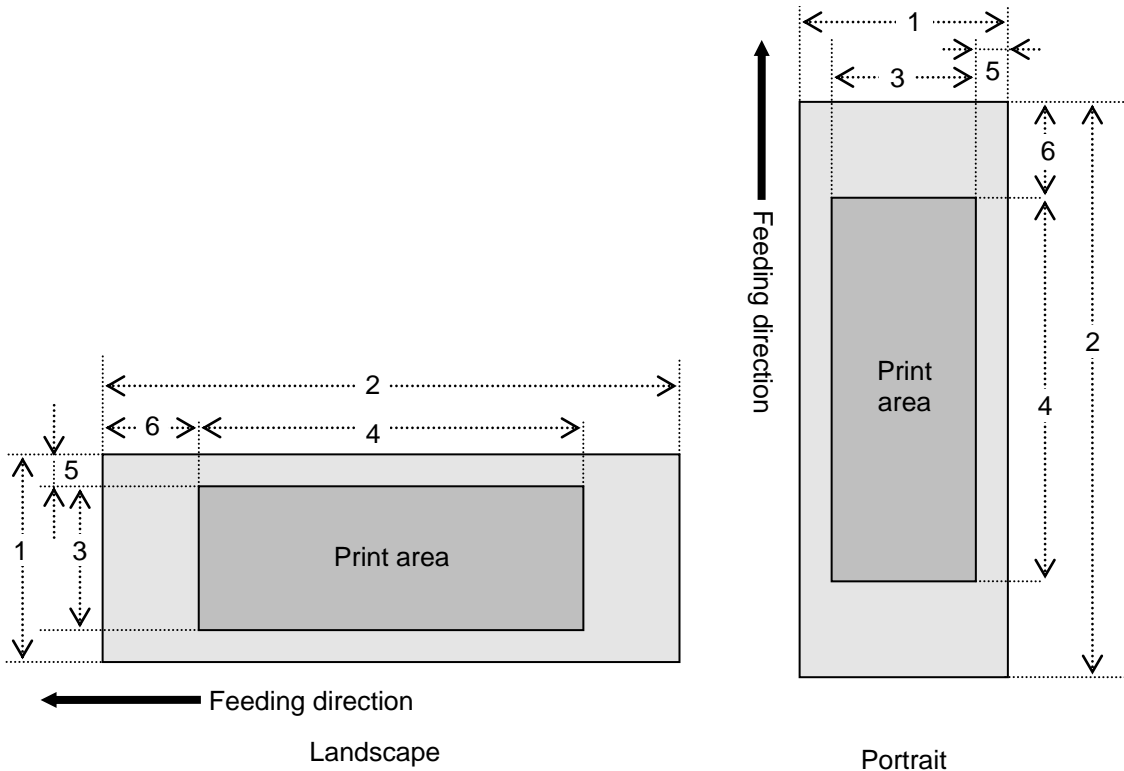 2
6
4
5
1
3
Print area
Feeding direction
Landscape
1
3
5
6
Feeding direction
Print
area
4
2
Portrait